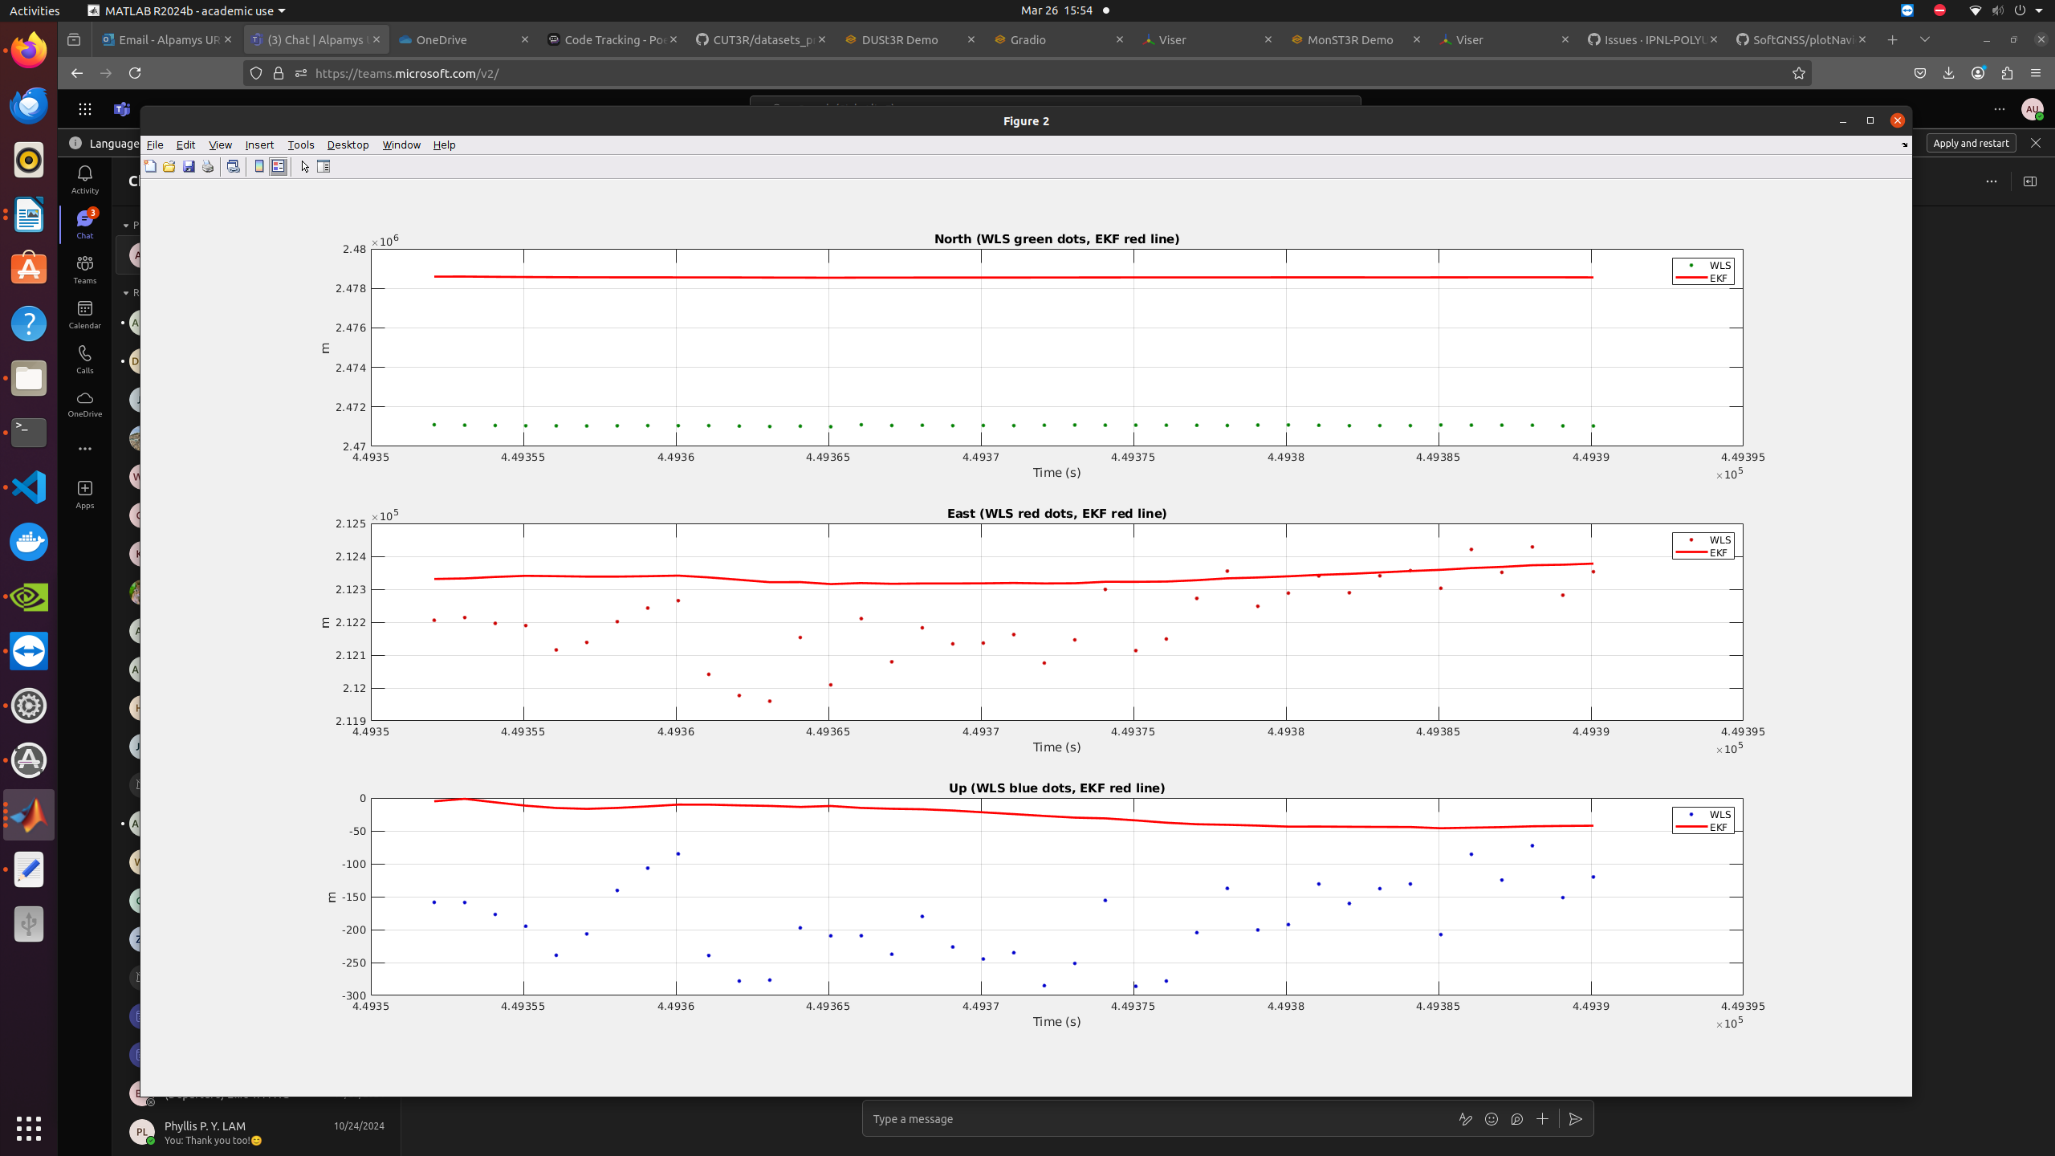 Activities MATLAB R2024b - academic use Mar 26 15:54
Email - Alpamys UR (3) Chat | Alpamys OneDrive Code Tracking - Poe CUT3R/datasets_p DUSt3R Demo Gradio Viser MonST3R Demo Viser Issues · IPNL-POLYU SoftGNSS/plotNavi
https://teams.microsoft.com/v2/
AU
Figure 2
Language
Apply and restart
File Edit View Insert Tools Desktop Window Help
Activity
3
Chat
Teams
Calendar
Calls
OneDrive
Apps
North (WLS green dots, EKF red line)
×10^6
2.48
2.478
2.476
2.474
2.472
2.47
m
WLS
EKF
4.4935 4.49355 4.4936 4.49365 4.4937 4.49375 4.4938 4.49385 4.4939 4.49395
Time (s)
×10^5
East (WLS red dots, EKF red line)
×10^5
2.125
2.124
2.123
2.122
2.121
2.12
2.119
m
WLS
EKF
4.4935 4.49355 4.4936 4.49365 4.4937 4.49375 4.4938 4.49385 4.4939 4.49395
Time (s)
×10^5
Up (WLS blue dots, EKF red line)
0
-50
-100
-150
-200
-250
-300
m
WLS
EKF
4.4935 4.49355 4.4936 4.49365 4.4937 4.49375 4.4938 4.49385 4.4939 4.49395
Time (s)
×10^5
PL
Phyllis P. Y. LAM 10/24/2024
You: Thank you too!😊
Type a message